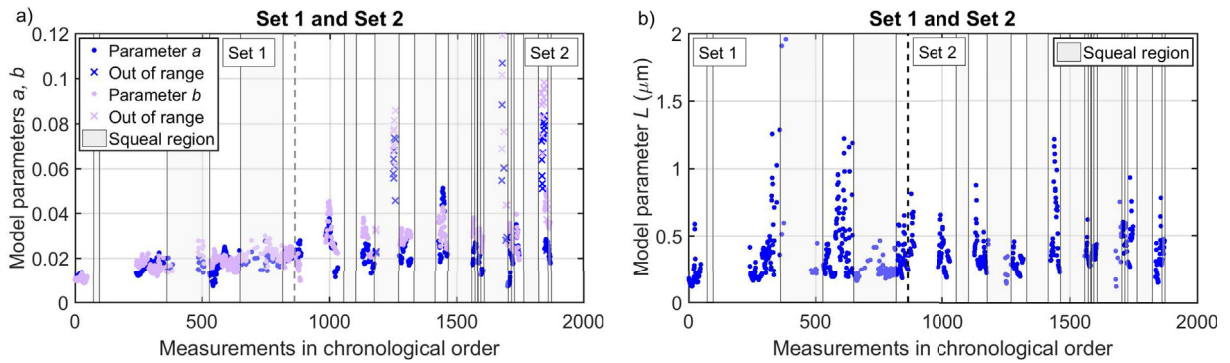 a)
Set 1 and Set 2
0.12
0.1
0.08
0.06
0.04
0.02
0
Model parameters a, b
Parameter a
Out of range
Parameter b
Out of range
Squeal region
Set 1
Set 2
0
500
1000
1500
2000
Measurements in chronological order
b)
Set 1 and Set 2
2
1.5
1
0.5
0
Model parameter L (μm)
Set 1
Set 2
Squeal region
0
500
1000
1500
2000
Measurements in chronological order